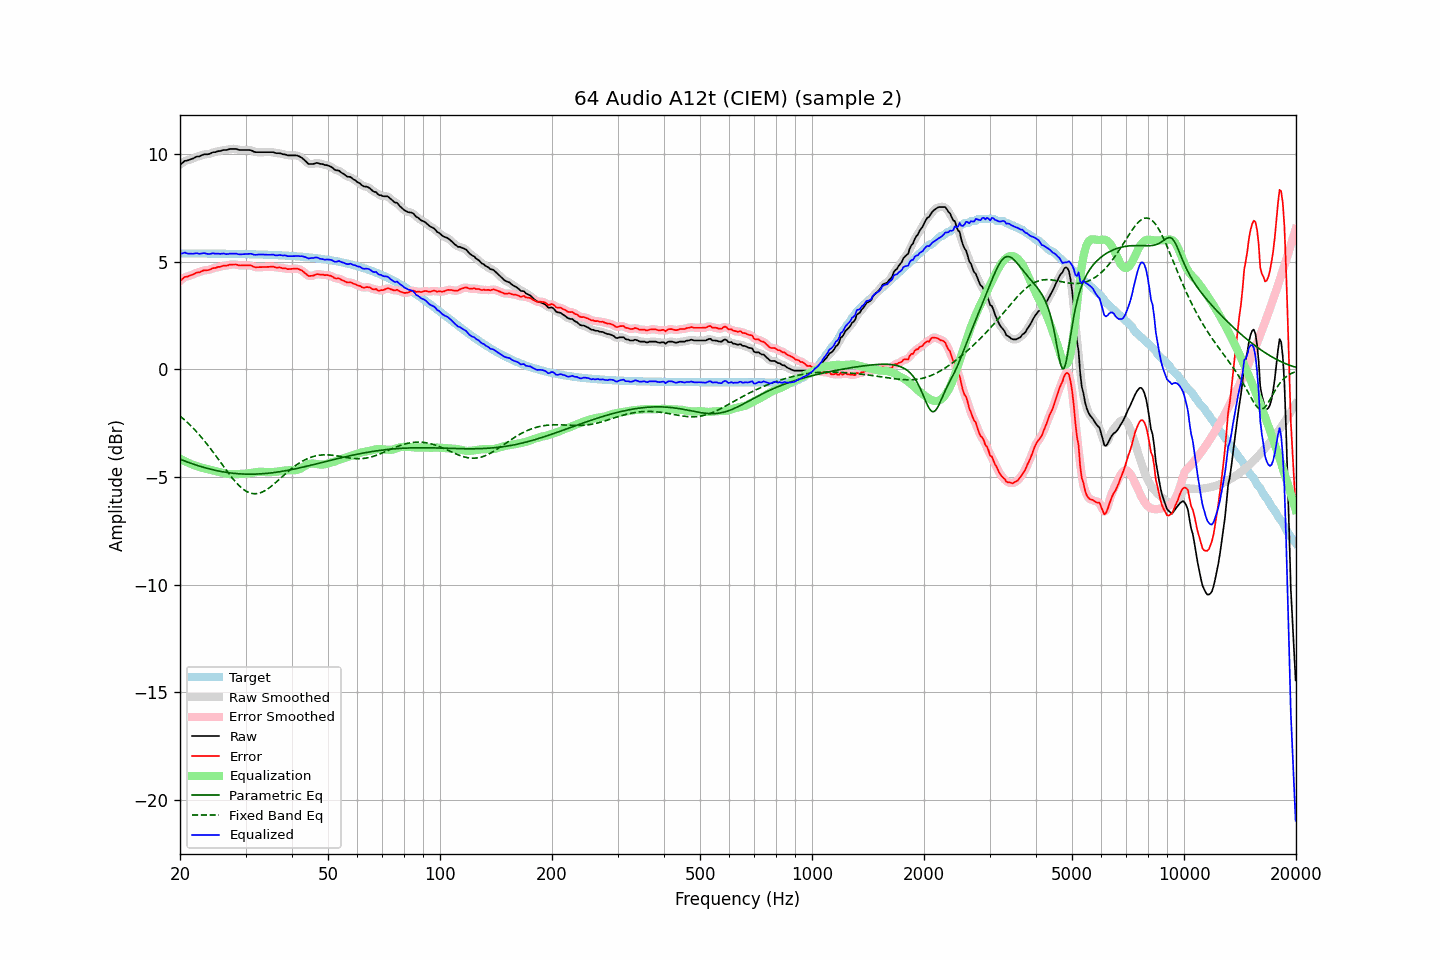 64 Audio A12t (CIEM) (sample 2)
Amplitude (dBr)
10
5
0
−5
−10
−15
−20
Target
Raw Smoothed
Error Smoothed
Raw
Error
Equalization
Parametric Eq
Fixed Band Eq
Equalized
20 50 100 200 500 1000 2000 5000 10000 20000
Frequency (Hz)